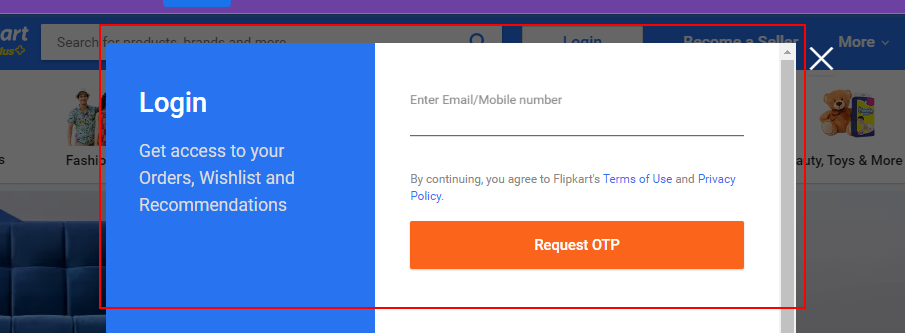 art
Plus
Search for products, brands and more
Login
Become a Seller
More
Login
Get access to your
Orders, Wishlist and
Recommendations
Enter Email/Mobile number
By continuing, you agree to Flipkart's Terms of Use and Privacy
Policy.
Request OTP
Fashi
auty, Toys & More